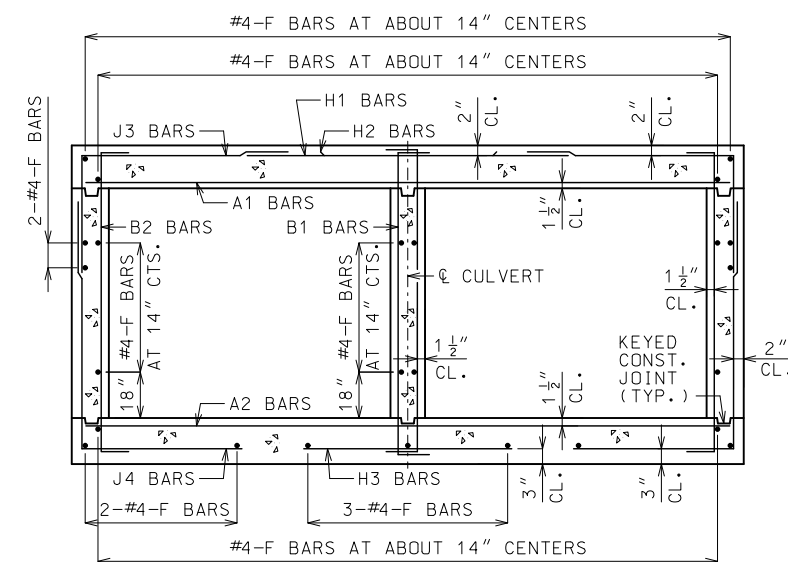 #4-F BARS AT ABOUT 14" CENTERS
#4-F BARS AT ABOUT 14" CENTERS
2-#4-F BARS
H1 BARS
J3 BARS
H2 BARS
2"
CL.
2"
CL.
A1 BARS
1 1/2"
CL.
B2 BARS
B1 BARS
#4-F BARS
AT 14" CTS.
#4-F BARS
AT 14" CTS.
℄ CULVERT
1 1/2"
CL.
1 1/2"
CL.
KEYED
CONST.
JOINT
(TYP.)
2"
CL.
18"
18"
A2 BARS
1 1/2"
CL.
J4 BARS
H3 BARS
3"
CL.
3"
CL.
2-#4-F BARS
3-#4-F BARS
#4-F BARS AT ABOUT 14" CENTERS